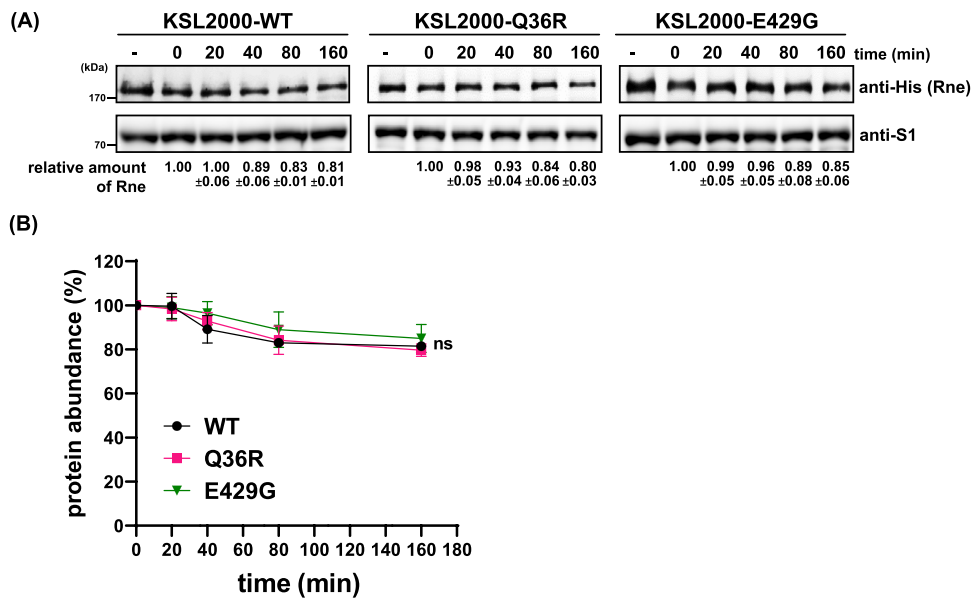 (A)
KSL2000-WT KSL2000-Q36R KSL2000-E429G
- 0 20 40 80 160 - 0 20 40 80 160 - 0 20 40 80 160 time (min)
(kDa)
170 anti-His (Rne)
70 anti-S1
relative amount 1.00 1.00 0.89 0.83 0.81 1.00 0.98 0.93 0.84 0.80 1.00 0.99 0.96 0.89 0.85
of Rne ±0.06 ±0.06 ±0.01 ±0.01 ±0.05 ±0.04 ±0.06 ±0.03 ±0.05 ±0.05 ±0.08 ±0.06
(B)
protein abundance (%)
120
100
80
60
40
20
0
ns
WT
Q36R
E429G
0 20 40 60 80 100 120 140 160 180
time (min)